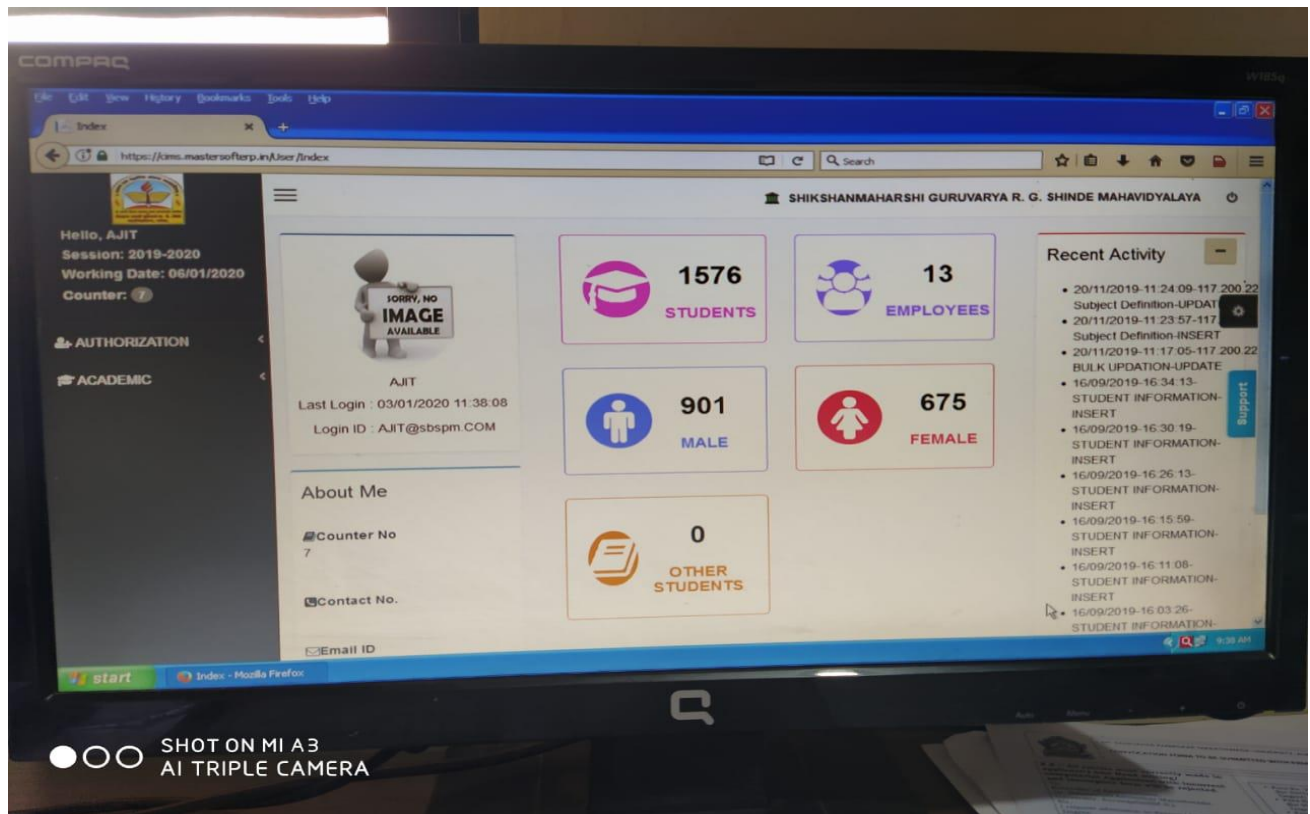 COMPAQ
W185q
File Edit View History Bookmarks Tools Help
Index
https://cims.mastersofterp.in/User/Index
Search
SHIKSHANMAHARSHI GURUVARYA R. G. SHINDE MAHAVIDYALAYA
Hello, AJIT
Session: 2019-2020
Working Date: 06/01/2020
Counter: 7
AUTHORIZATION
ACADEMIC
SORRY, NO
IMAGE
AVAILABLE
AJIT
Last Login : 03/01/2020 11:38:08
Login ID : AJIT@sbspm.COM
About Me
Counter No
7
Contact No.
Email ID
1576
STUDENTS
13
EMPLOYEES
901
MALE
675
FEMALE
0
OTHER
STUDENTS
Recent Activity
20/11/2019-11:24:09-117.200.22
Subject Definition-UPDAT
20/11/2019-11:23:57-117
Subject Definition-INSERT
20/11/2019-11:17:05-117.200.22
BULK UPDATION-UPDATE
16/09/2019-16:34:13-
STUDENT INFORMATION-
INSERT
16/09/2019-16:30:19-
STUDENT INFORMATION-
INSERT
16/09/2019-16:26:13-
STUDENT INFORMATION-
INSERT
16/09/2019-16:15:59-
STUDENT INFORMATION-
INSERT
16/09/2019-16:11:08-
STUDENT INFORMATION-
INSERT
16/09/2019-16:03:26-
STUDENT INFORMATION-
Support
start
Index - Mozilla Firefox
9:30 AM
Auto Menu
SHOT ON MI A3
AI TRIPLE CAMERA